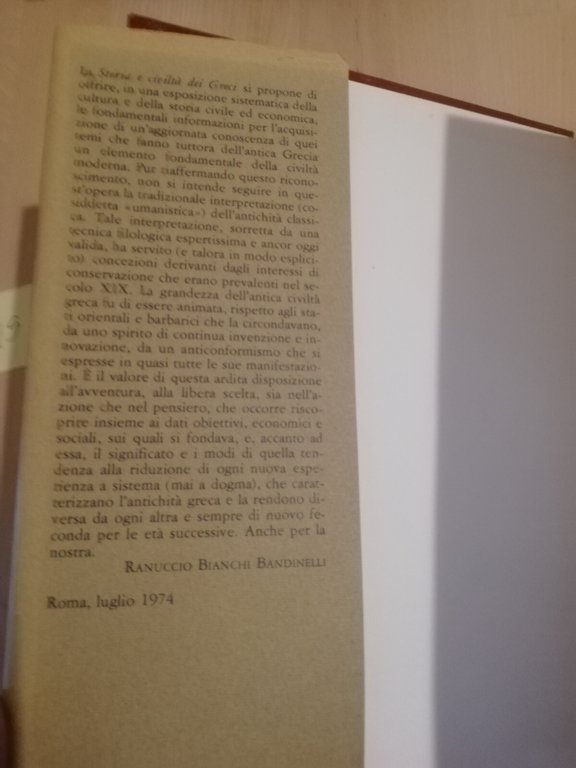 La Storia e civiltà dei Greci si propone di
offrire, in una esposizione sistematica della
cultura e della storia civile ed economica,
le fondamentali informazioni per l'acquisi-
zione di un'aggiornata conoscenza di quei
temi che fanno tuttora dell'antica Grecia
un elemento fondamentale della civiltà
moderna. Pur riaffermando questo ricono-
scimento, non si intende seguire in que-
st'opera la tradizionale interpretazione (co-
siddetta «umanistica») dell'antichità classi-
ca. Tale interpretazione, sorretta da una
tecnica filologica espertissima e ancor oggi
valida, ha servito (e talora in modo esplici-
to) concezioni derivanti dagli interessi di
conservazione che erano prevalenti nel se-
colo XIX. La grandezza dell'antica civiltà
greca fu di essere animata, rispetto agli sta-
ti orientali e barbarici che la circondavano,
da uno spirito di continua invenzione e in-
novazione, da un anticonformismo che si
espresse in quasi tutte le sue manifestazio-
ni. È il valore di questa ardita disposizione
all'avventura, alla libera scelta, sia nell'a-
zione che nel pensiero, che occorre risco-
prire insieme ai dati obiettivi, economici e
sociali, sui quali si fondava, e, accanto ad
essa, il significato e i modi di quella ten-
denza alla riduzione di ogni nuova espe-
rienza a sistema (mai a dogma), che carat-
terizzano l'antichità greca e la rendono di-
versa da ogni altra e sempre di nuovo fe-
conda per le età successive. Anche per la
nostra.
RANUCCIO BIANCHI BANDINELLI
Roma, luglio 1974